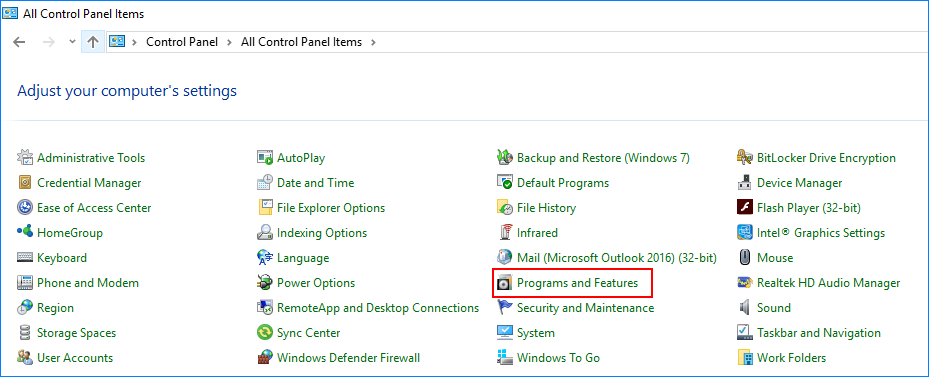 All Control Panel Items
Control Panel > All Control Panel Items >
Adjust your computer's settings
Administrative Tools AutoPlay Backup and Restore (Windows 7) BitLocker Drive Encryption
Credential Manager Date and Time Default Programs Device Manager
Ease of Access Center File Explorer Options File History Flash Player (32-bit)
HomeGroup Indexing Options Infrared Intel® Graphics Settings
Keyboard Language Mail (Microsoft Outlook 2016) (32-bit) Mouse
Phone and Modem Power Options Programs and Features Realtek HD Audio Manager
Region RemoteApp and Desktop Connections Security and Maintenance Sound
Storage Spaces Sync Center System Taskbar and Navigation
User Accounts Windows Defender Firewall Windows To Go Work Folders